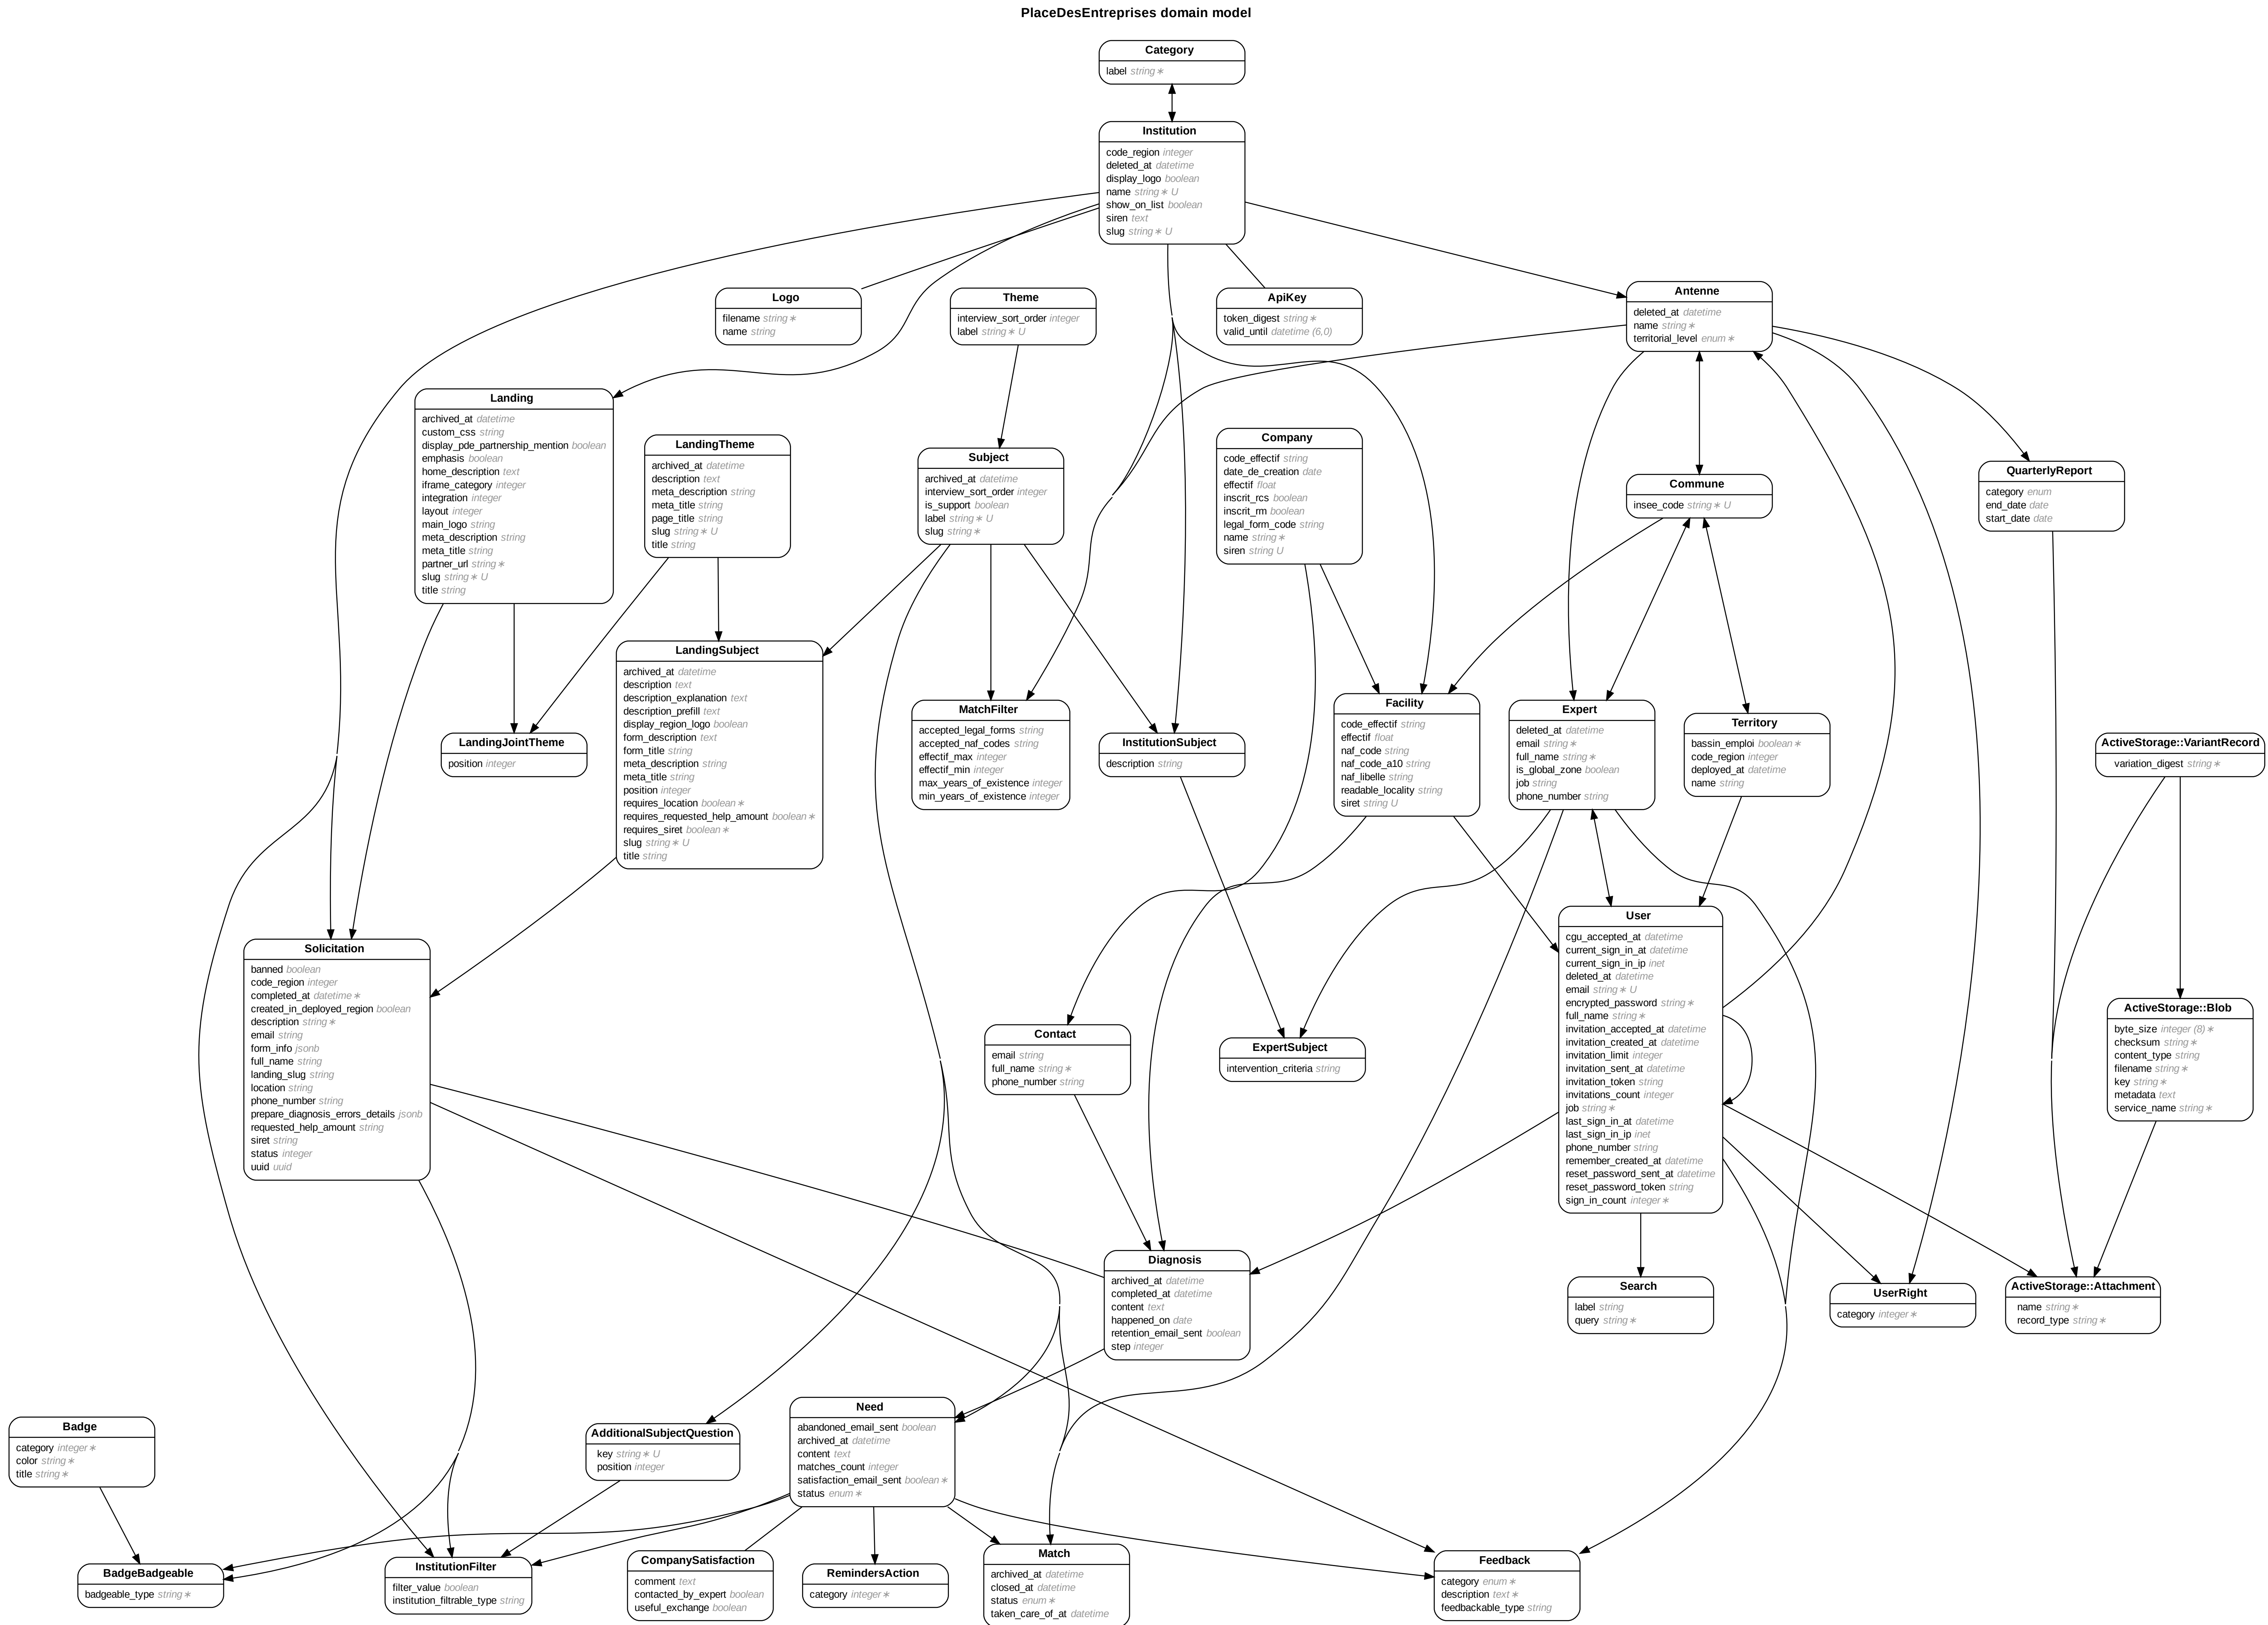 PlaceDesEntreprises domain model
Category
label string∗
Institution
code_region integer
deleted_at datetime
display_logo boolean
name string∗ U
show_on_list boolean
siren text
slug string∗ U
Logo
filename string∗
name string
Theme
interview_sort_order integer
label string∗ U
ApiKey
token_digest string∗
valid_until datetime (6,0)
Antenne
deleted_at datetime
name string∗
territorial_level enum∗
Landing
archived_at datetime
custom_css string
display_pde_partnership_mention boolean
emphasis boolean
home_description text
iframe_category integer
integration integer
layout integer
main_logo string
meta_description string
meta_title string
partner_url string∗
slug string∗ U
title string
LandingTheme
archived_at datetime
description text
meta_description string
meta_title string
page_title string
slug string∗ U
title string
Subject
archived_at datetime
interview_sort_order integer
is_support boolean
label string∗ U
slug string∗
Company
code_effectif string
date_de_creation date
effectif float
inscrit_rcs boolean
inscrit_rm boolean
legal_form_code string
name string∗
siren string U
Commune
insee_code string∗ U
QuarterlyReport
category enum
end_date date
start_date date
LandingSubject
archived_at datetime
description text
description_explanation text
description_prefill text
display_region_logo boolean
form_description text
form_title string
meta_description string
meta_title string
position integer
requires_location boolean∗
requires_requested_help_amount boolean∗
requires_siret boolean∗
slug string∗ U
title string
LandingJointTheme
position integer
MatchFilter
accepted_legal_forms string
accepted_naf_codes string
effectif_max integer
effectif_min integer
max_years_of_existence integer
min_years_of_existence integer
InstitutionSubject
description string
Facility
code_effectif string
effectif float
naf_code string
naf_code_a10 string
naf_libelle string
readable_locality string
siret string U
Expert
deleted_at datetime
email string∗
full_name string∗
is_global_zone boolean
job string
phone_number string
Territory
bassin_emploi boolean∗
code_region integer
deployed_at datetime
name string
ActiveStorage::VariantRecord
variation_digest string∗
Solicitation
banned boolean
code_region integer
completed_at datetime∗
created_in_deployed_region boolean
description string∗
email string
form_info jsonb
full_name string
landing_slug string
location string
phone_number string
prepare_diagnosis_errors_details jsonb
requested_help_amount string
siret string
status integer
uuid uuid
User
cgu_accepted_at datetime
current_sign_in_at datetime
current_sign_in_ip inet
deleted_at datetime
email string∗ U
encrypted_password string∗
full_name string∗
invitation_accepted_at datetime
invitation_created_at datetime
invitation_limit integer
invitation_sent_at datetime
invitation_token string
invitations_count integer
job string∗
last_sign_in_at datetime
last_sign_in_ip inet
phone_number string
remember_created_at datetime
reset_password_sent_at datetime
reset_password_token string
sign_in_count integer∗
Contact
email string
full_name string∗
phone_number string
ExpertSubject
intervention_criteria string
ActiveStorage::Blob
byte_size integer (8)∗
checksum string∗
content_type string
filename string∗
key string∗
metadata text
service_name string∗
Diagnosis
archived_at datetime
completed_at datetime
content text
happened_on date
retention_email_sent boolean
step integer
Search
label string
query string∗
UserRight
category integer∗
ActiveStorage::Attachment
name string∗
record_type string∗
Badge
category integer∗
color string∗
title string∗
AdditionalSubjectQuestion
key string∗ U
position integer
Need
abandoned_email_sent boolean
archived_at datetime
content text
matches_count integer
satisfaction_email_sent boolean∗
status enum∗
BadgeBadgeable
badgeable_type string∗
InstitutionFilter
filter_value boolean
institution_filtrable_type string
CompanySatisfaction
comment text
contacted_by_expert boolean
useful_exchange boolean
RemindersAction
category integer∗
Match
archived_at datetime
closed_at datetime
status enum∗
taken_care_of_at datetime
Feedback
category enum∗
description text∗
feedbackable_type string